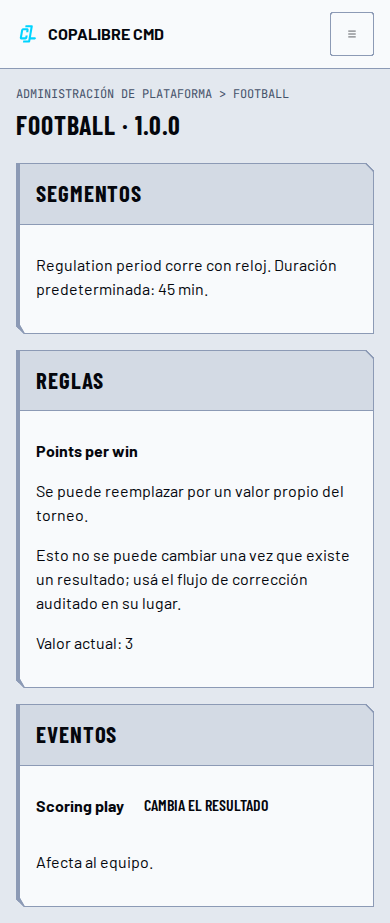 COPALIBRE CMD
ADMINISTRACIÓN DE PLATAFORMA > FOOTBALL
FOOTBALL · 1.0.0
SEGMENTOS
Regulation period corre con reloj. Duración
predeterminada: 45 min.
REGLAS
Points per win
Se puede reemplazar por un valor propio del
torneo.
Esto no se puede cambiar una vez que existe
un resultado; usá el flujo de corrección
auditado en su lugar.
Valor actual: 3
EVENTOS
Scoring play CAMBIA EL RESULTADO
Afecta al equipo.